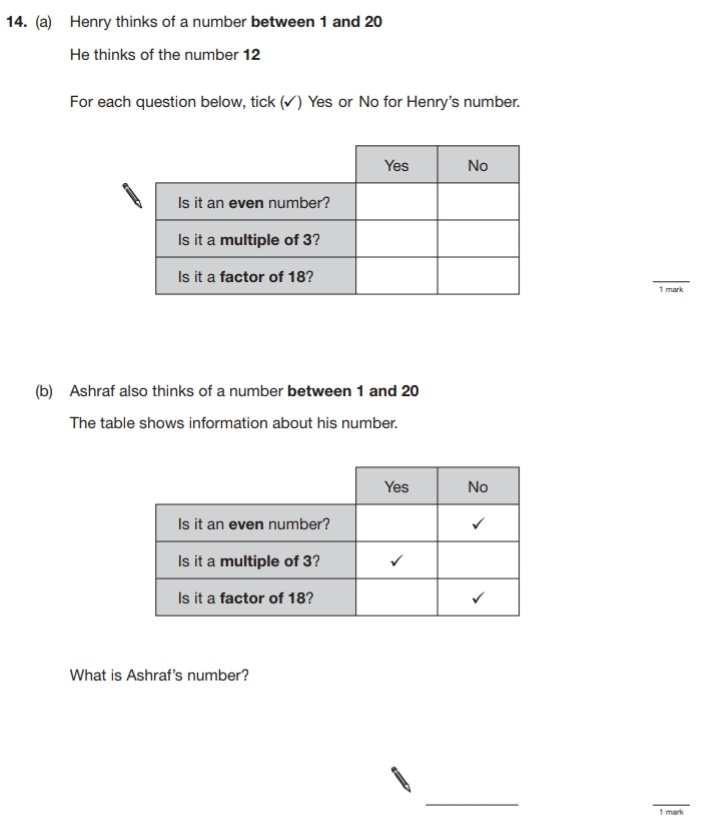 14. (a) Henry thinks of a number between 1 and 20
He thinks of the number 12
For each question below, tick (✓) Yes or No for Henry's number.
Yes No
Is it an even number?
Is it a multiple of 3?
Is it a factor of 18?
1 mark
(b) Ashraf also thinks of a number between 1 and 20
The table shows information about his number.
Yes No
Is it an even number? ✓
Is it a multiple of 3? ✓
Is it a factor of 18? ✓
What is Ashraf's number?
1 mark